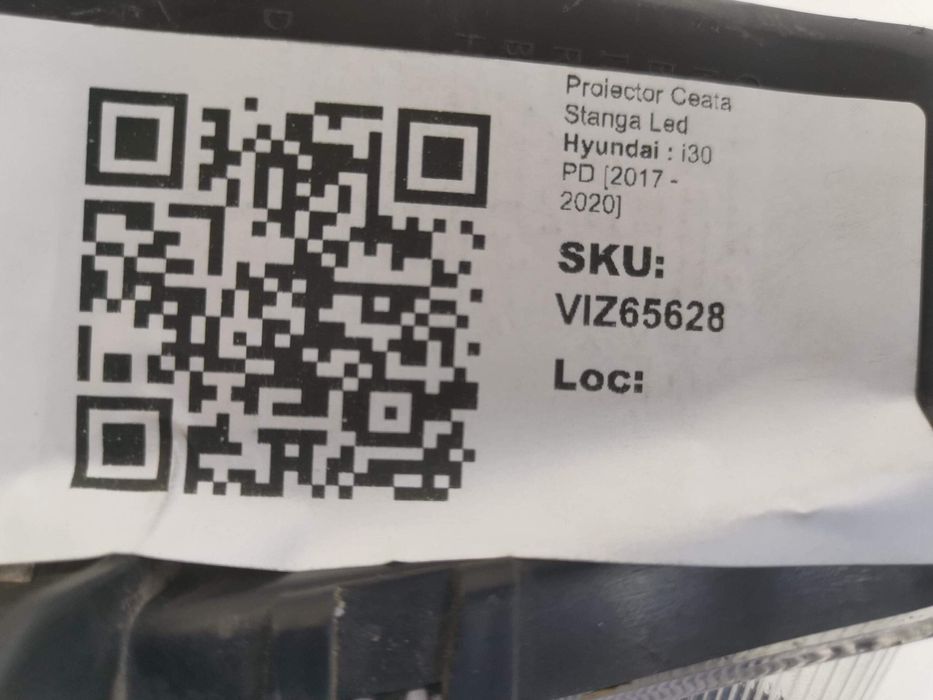 Proiector Ceata
Stanga Led
Hyundai : i30
PD [2017 -
2020]
SKU:
VIZ65628
Loc: